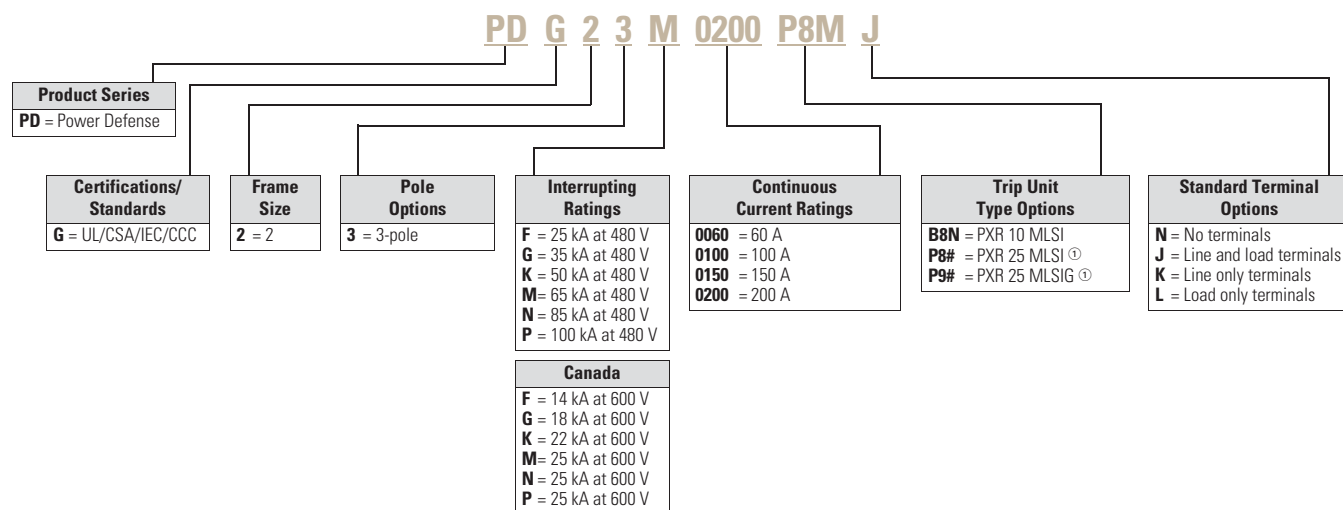 PD G 2 3 M 0200 P8M J
Product Series
PD = Power Defense
Certifications/
Standards
G = UL/CSA/IEC/CCC
Frame
Size
2 = 2
Pole
Options
3 = 3-pole
Interrupting
Ratings
F = 25 kA at 480 V
G = 35 kA at 480 V
K = 50 kA at 480 V
M= 65 kA at 480 V
N = 85 kA at 480 V
P = 100 kA at 480 V
Canada
F = 14 kA at 600 V
G = 18 kA at 600 V
K = 22 kA at 600 V
M= 25 kA at 600 V
N = 25 kA at 600 V
P = 25 kA at 600 V
Continuous
Current Ratings
0060 = 60 A
0100 = 100 A
0150 = 150 A
0200 = 200 A
Trip Unit
Type Options
B8N = PXR 10 MLSI
P8# = PXR 25 MLSI ①
P9# = PXR 25 MLSIG ①
Standard Terminal
Options
N = No terminals
J = Line and load terminals
K = Line only terminals
L = Load only terminals